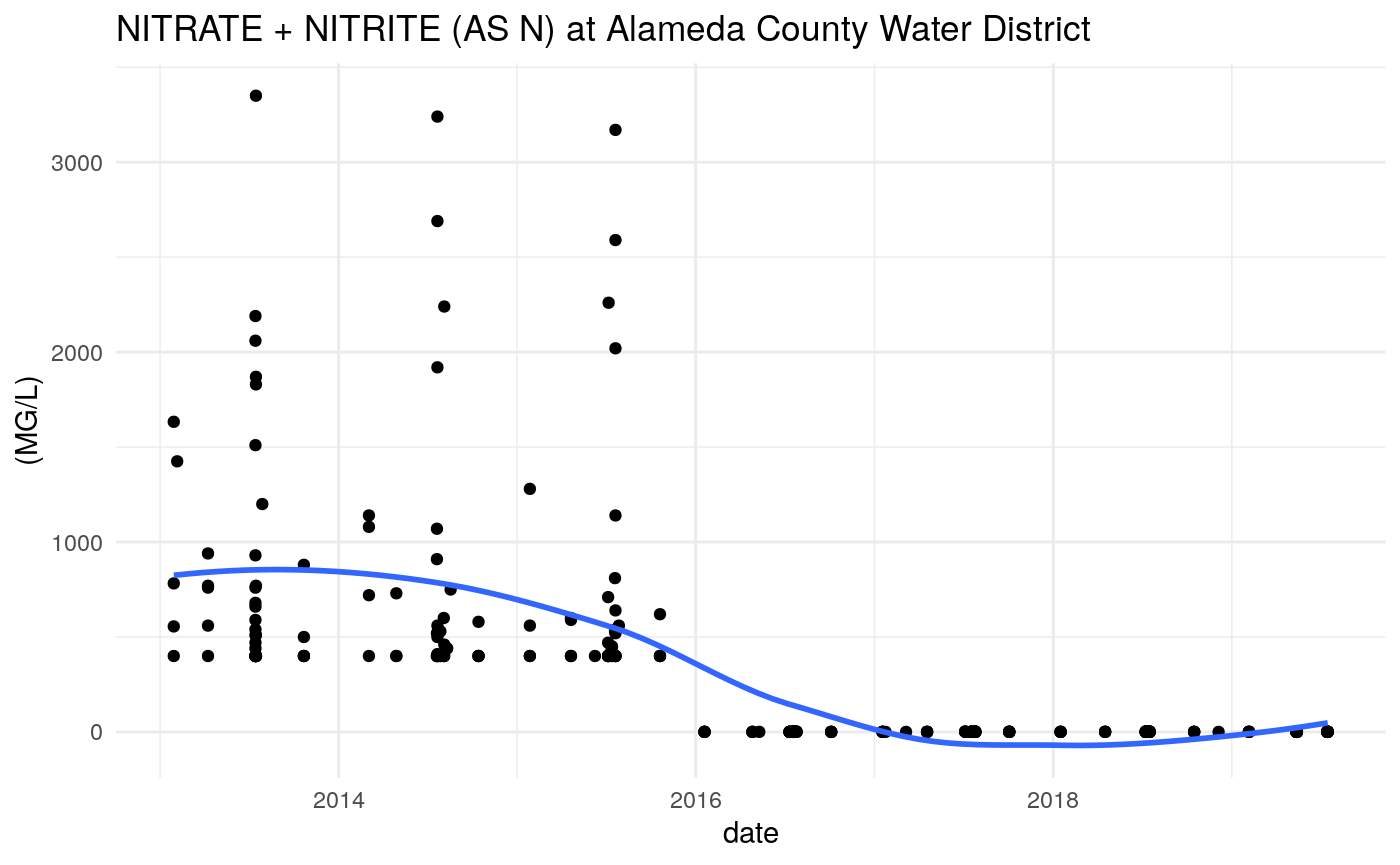 NITRATE + NITRITE (AS N) at Alameda County Water District
(MG/L)
3000
2000
1000
0
2014
2016
2018
date